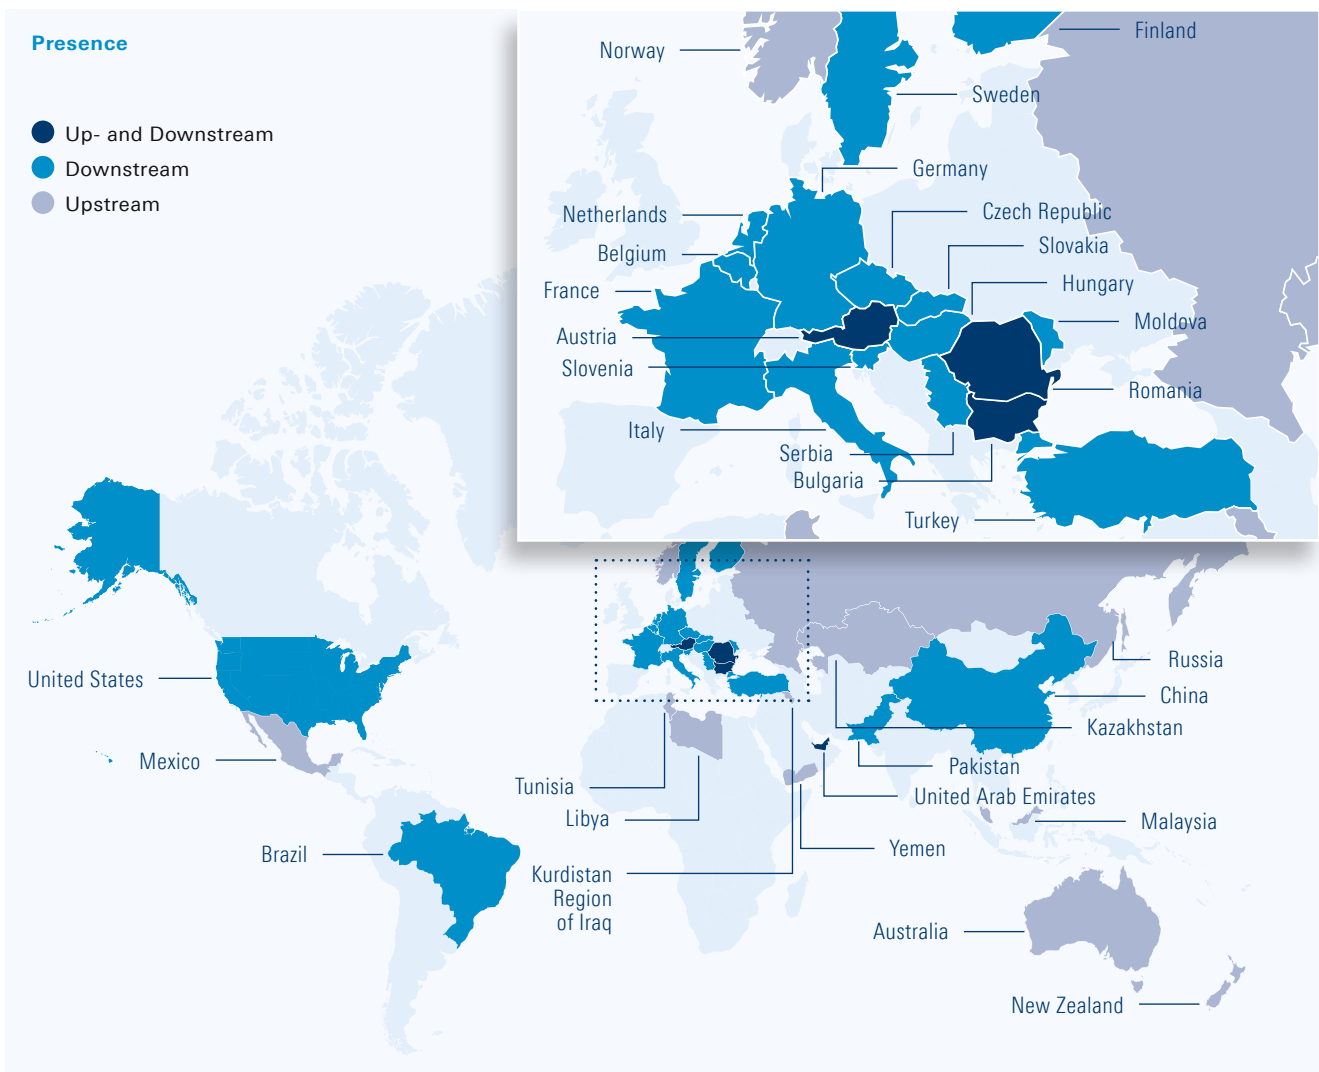 Presence
Up- and Downstream
Downstream
Upstream
Norway
Finland
Sweden
Germany
Netherlands
Czech Republic
Belgium
Slovakia
France
Hungary
Austria
Moldova
Slovenia
Romania
Italy
Serbia
Bulgaria
Turkey
United States
Russia
China
Kazakhstan
Mexico
Pakistan
Tunisia
United Arab Emirates
Libya
Malaysia
Brazil
Yemen
Kurdistan
Region
of Iraq
Australia
New Zealand